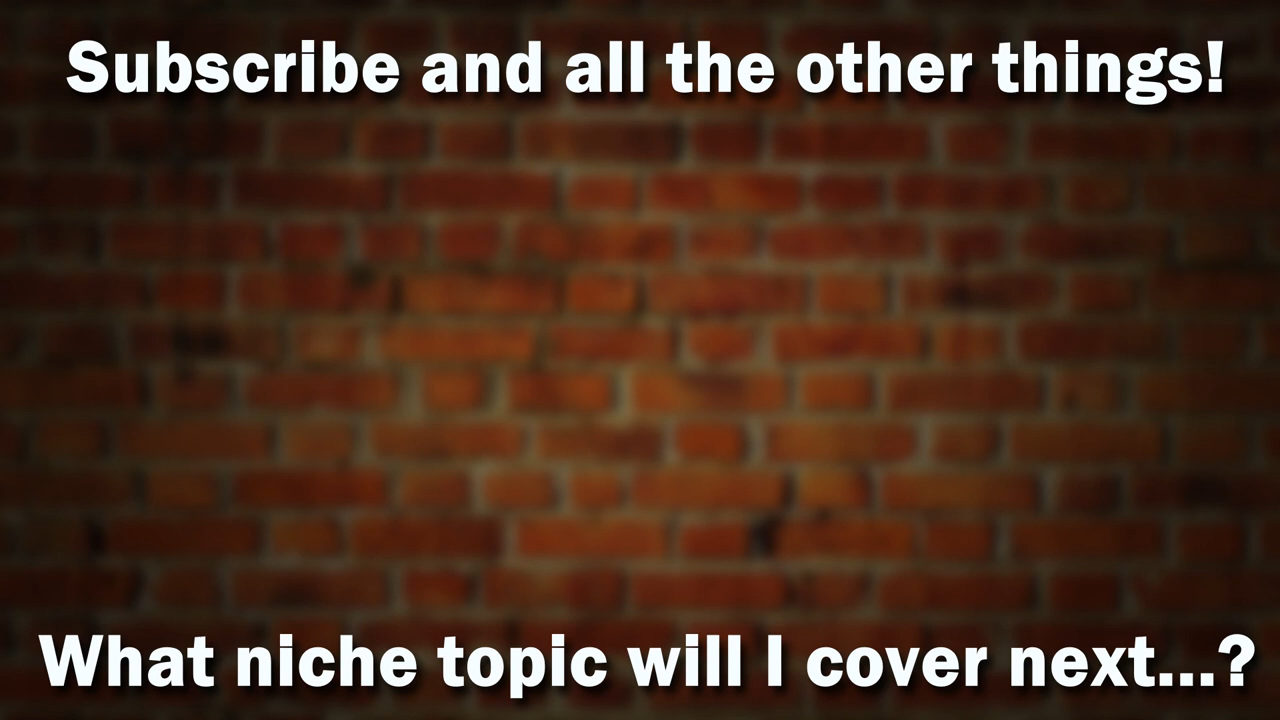 Subscribe and all the other things!
What niche topic will I cover next...?